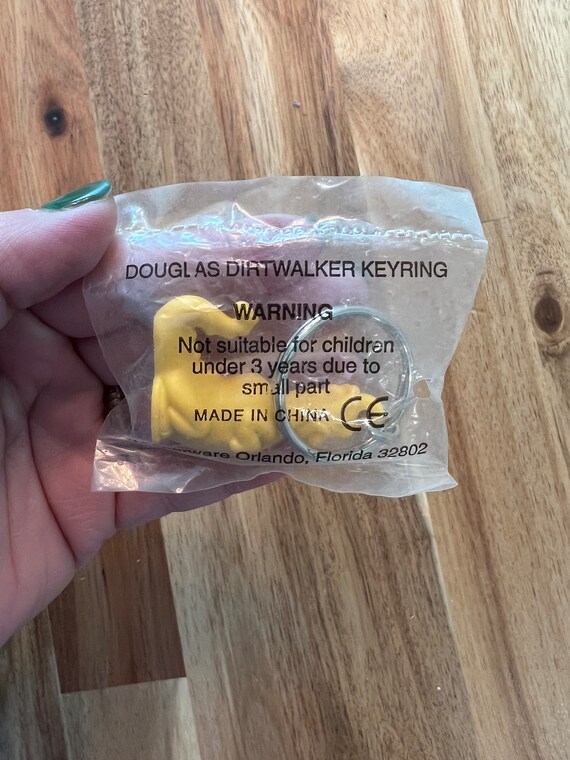 DOUGLAS DIRTWALKER KEYRING
WARNING
Not suitable for children
under 3 years due to
small part
MADE IN CHINA CE
Orlando, Florida 32802